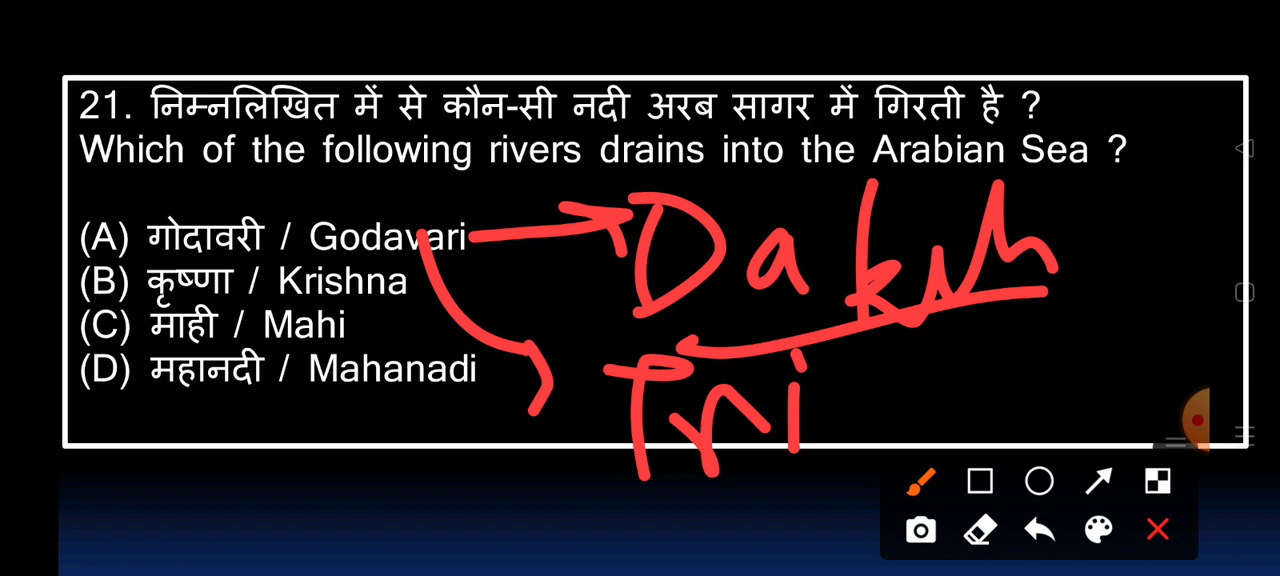 21. निम्नलिखित में से कौन-सी नदी अरब सागर में गिरती है ?
Which of the following rivers drains into the Arabian Sea ?
(A) गोदावरी / Godavari
(B) कृष्णा / Krishna
(C) माही / Mahi
(D) महानदी / Mahanadi
Tri